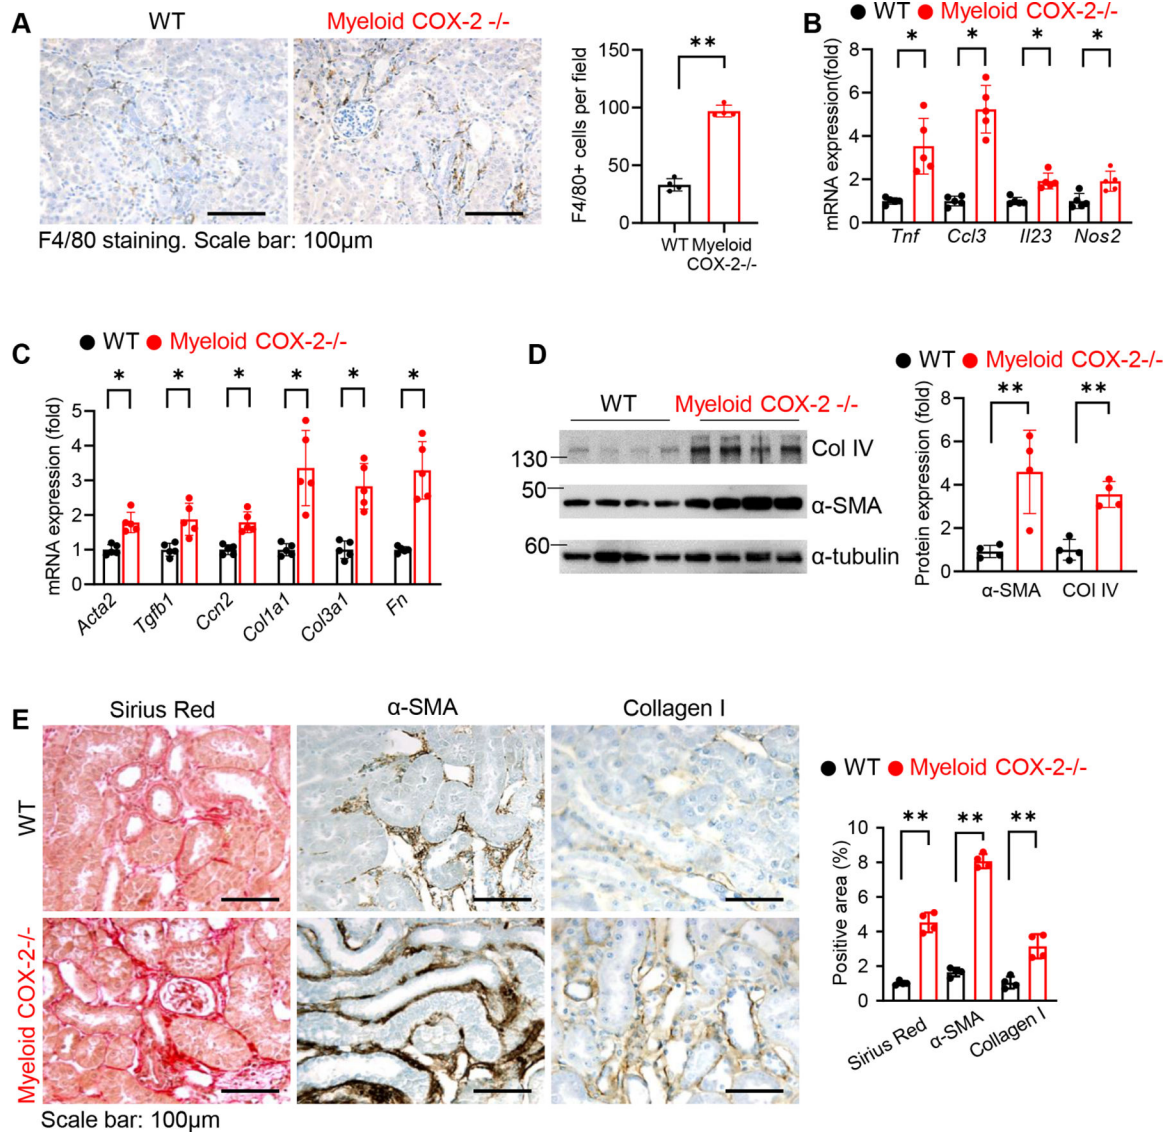 A
WT
Myeloid COX-2 -/-
F4/80 staining. Scale bar: 100µm
F4/80+ cells per field
150
100
50
0
**
WT Myeloid
COX-2-/-
B
WT Myeloid COX-2-/-
mRNA expression(fold)
8
6
4
2
0
* * * *
Tnf Ccl3 Il23 Nos2
C
WT Myeloid COX-2-/-
mRNA expression (fold)
5
4
3
2
1
0
* * * * * *
Acta2 Tgfb1 Ccn2 Col1a1 Col3a1 Fn
D
WT Myeloid COX-2 -/-
130 Col IV
50 α-SMA
60 α-tubulin
WT Myeloid COX-2-/-
Protein expression (fold)
8
6
4
2
0
** **
α-SMA COl IV
E
Sirius Red α-SMA Collagen I
WT
Myeloid COX-2-/-
Scale bar: 100µm
WT Myeloid COX-2-/-
Positive area (%)
10
8
6
4
2
0
** ** **
Sirius Red α-SMA Collagen I